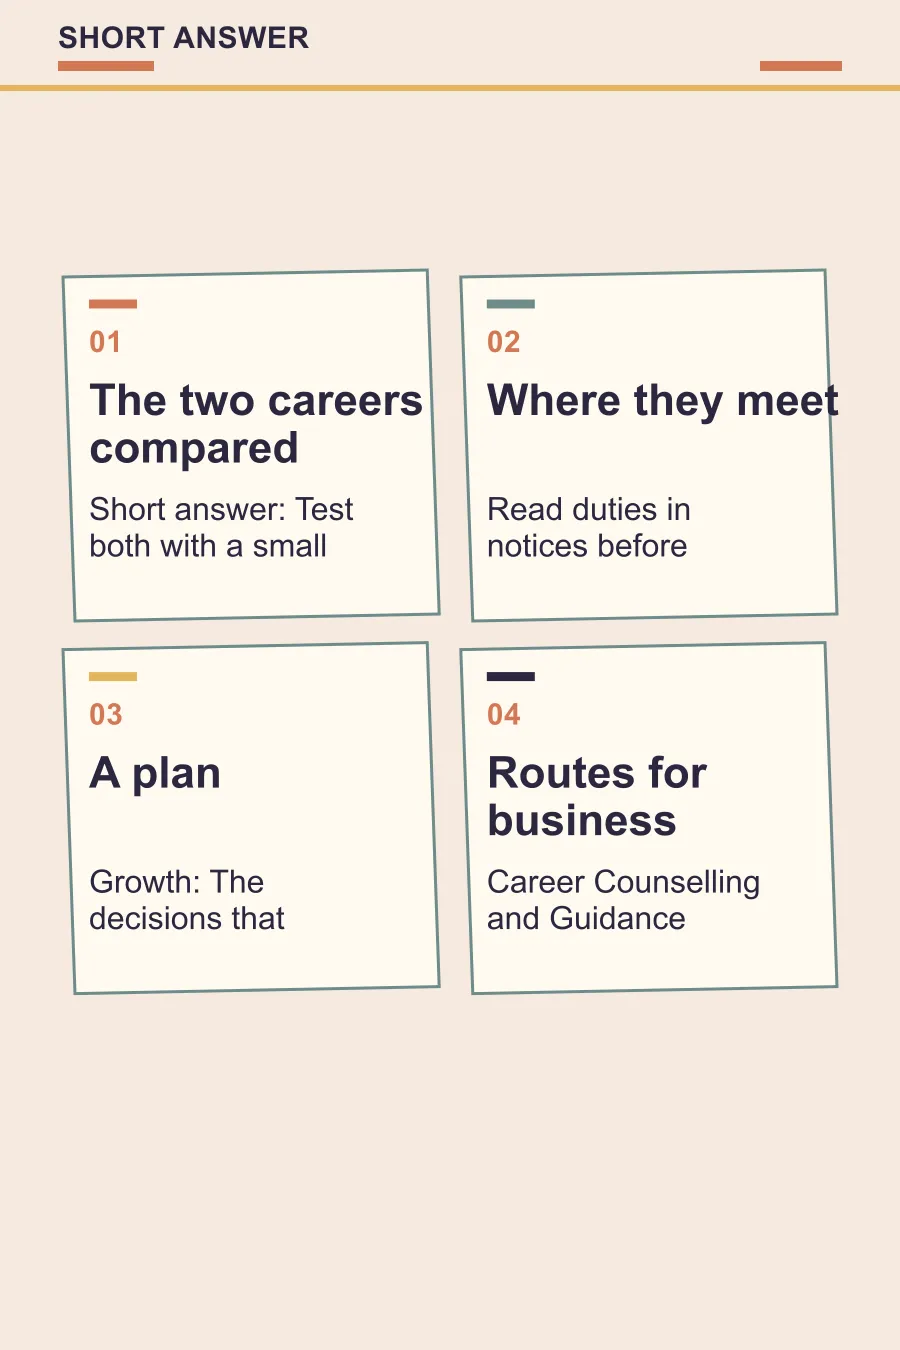 SHORT ANSWER
01
The two careers
compared
Short answer: Test
both with a small
02
Where they meet
Read duties in
notices before
03
A plan
Growth: The
decisions that
04
Routes for
business
Career Counselling
and Guidance